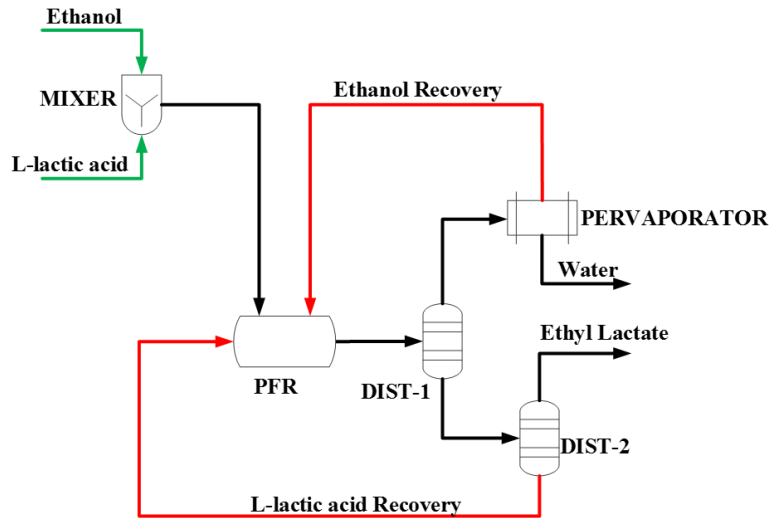 Ethanol
MIXER
Ethanol Recovery
L-lactic acid
PERVAPORATOR
Water
Ethyl Lactate
PFR
DIST-1
DIST-2
L-lactic acid Recovery